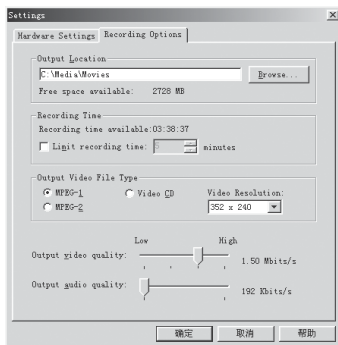 Settings
Hardware Settings Recording Options
Output Location
C:\Media\Movies Browse...
Free space available: 2728 MB
Recording Time
Recording time available:03:38:37
Limit recording time: 5 minutes
Output Video File Type
MPEG-1 Video CD Video Resolution:
MPEG-2 352 x 240
Low High
Output video quality: 1.50 Mbits/s
Output audio quality: 192 Kbits/s
确定 取消 帮助